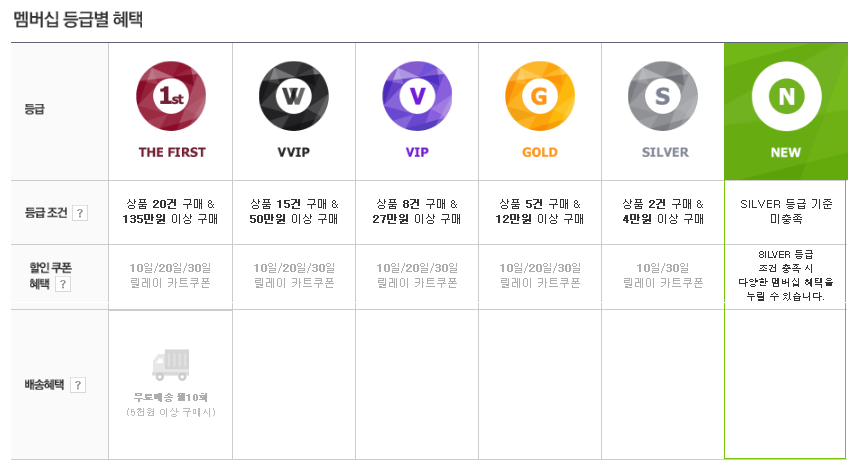 멤버십 등급별 혜택
등급
1st
W
V
G
S
N
THE FIRST
VVIP
VIP
GOLD
SILVER
NEW
등급 조건 ?
상품 20건 구매 &
135만원 이상 구매
상품 15건 구매 &
50만원 이상 구매
상품 8건 구매 &
27만원 이상 구매
상품 5건 구매 &
12만원 이상 구매
상품 2건 구매 &
4만원 이상 구매
SILVER 등급 기준
미충족
할인 쿠폰
혜택 ?
10일/20일/30일
릴레이 카트쿠폰
10일/20일/30일
릴레이 카트쿠폰
10일/20일/30일
릴레이 카트쿠폰
10일/20일/30일
릴레이 카트쿠폰
10일/30일
릴레이 카트쿠폰
SILVER 등급
조건 충족 시
다양한 멤버십 혜택을
누릴 수 있습니다.
배송혜택 ?
무료배송 월10회
(5천원 이상 구매시)